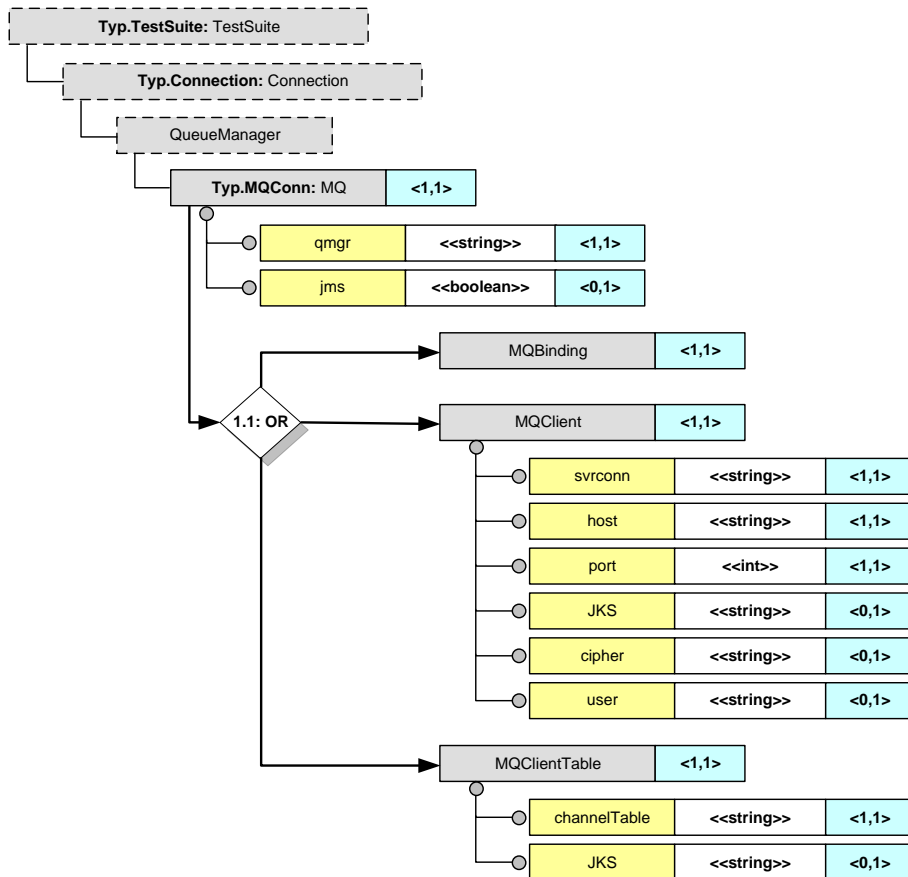 Typ.TestSuite: TestSuite
Typ.Connection: Connection
QueueManager
Typ.MQConn: MQ <1,1>
qmgr <<string>> <1,1>
jms <<boolean>> <0,1>
MQBinding <1,1>
1.1: OR
MQClient <1,1>
svrconn <<string>> <1,1>
host <<string>> <1,1>
port <<int>> <1,1>
JKS <<string>> <0,1>
cipher <<string>> <0,1>
user <<string>> <0,1>
MQClientTable <1,1>
channelTable <<string>> <1,1>
JKS <<string>> <0,1>